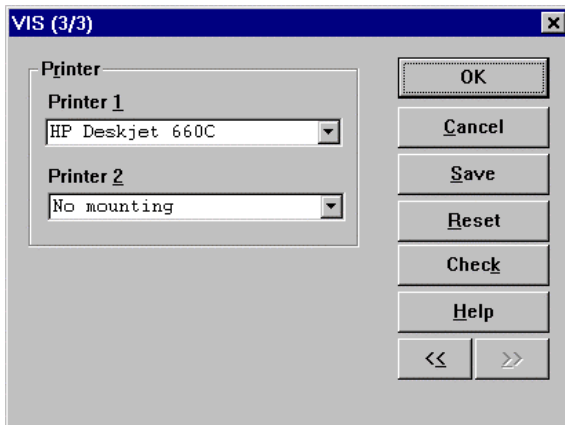 VIS (3/3)
Printer
Printer 1
HP Deskjet 660C
Printer 2
No mounting
OK
Cancel
Save
Reset
Check
Help
<< >>